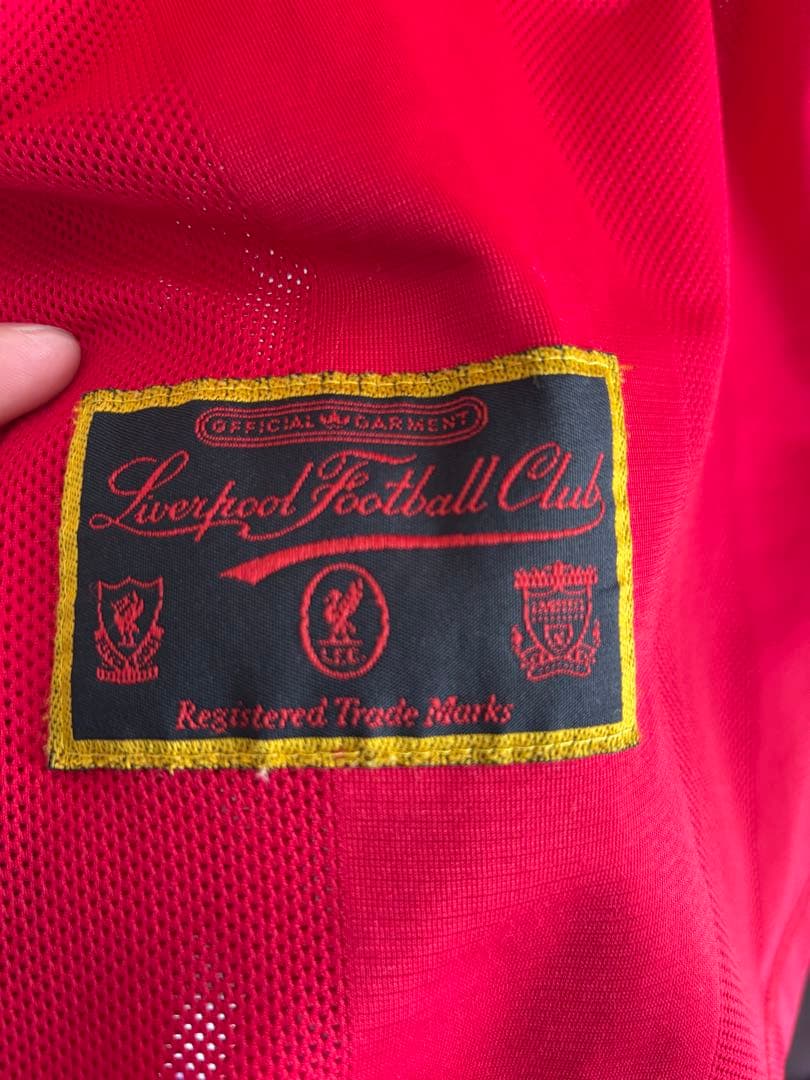 OFFICIAL GARMENT
Liverpool Football Club
L.F.C.
Registered Trade Marks